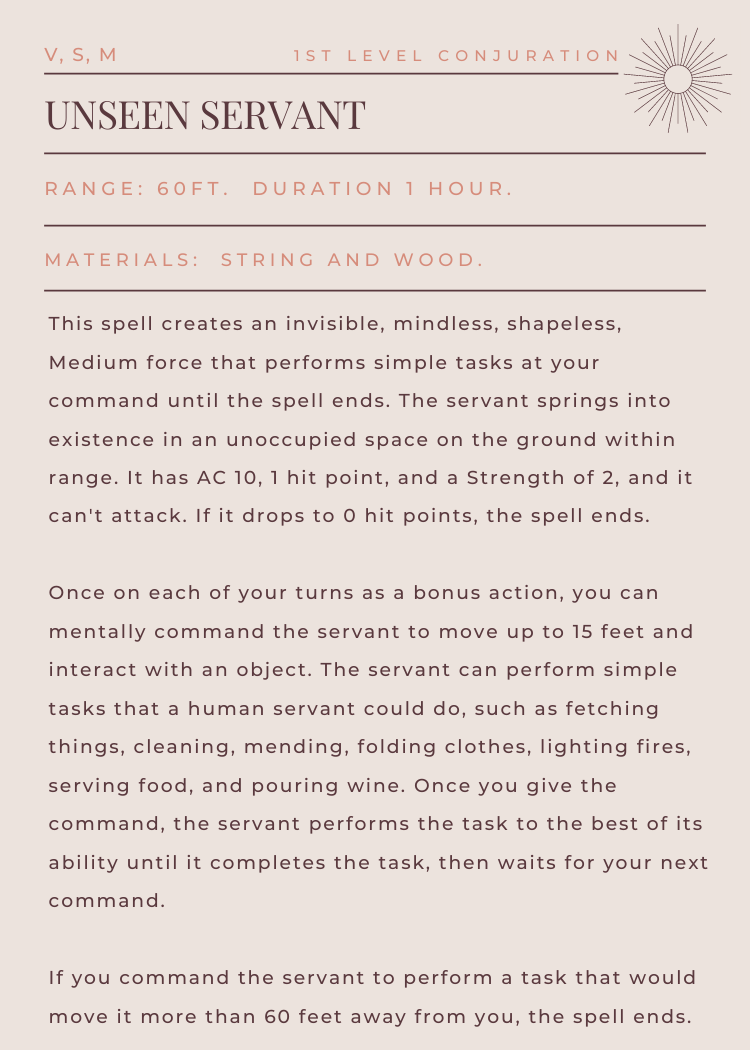 V, S, M
1ST LEVEL CONJURATION
UNSEEN SERVANT
RANGE: 60FT. DURATION 1 HOUR.
MATERIALS: STRING AND WOOD.
This spell creates an invisible, mindless, shapeless,
Medium force that performs simple tasks at your
command until the spell ends. The servant springs into
existence in an unoccupied space on the ground within
range. It has AC 10, 1 hit point, and a Strength of 2, and it
can't attack. If it drops to 0 hit points, the spell ends.
Once on each of your turns as a bonus action, you can
mentally command the servant to move up to 15 feet and
interact with an object. The servant can perform simple
tasks that a human servant could do, such as fetching
things, cleaning, mending, folding clothes, lighting fires,
serving food, and pouring wine. Once you give the
command, the servant performs the task to the best of its
ability until it completes the task, then waits for your next
command.
If you command the servant to perform a task that would
move it more than 60 feet away from you, the spell ends.